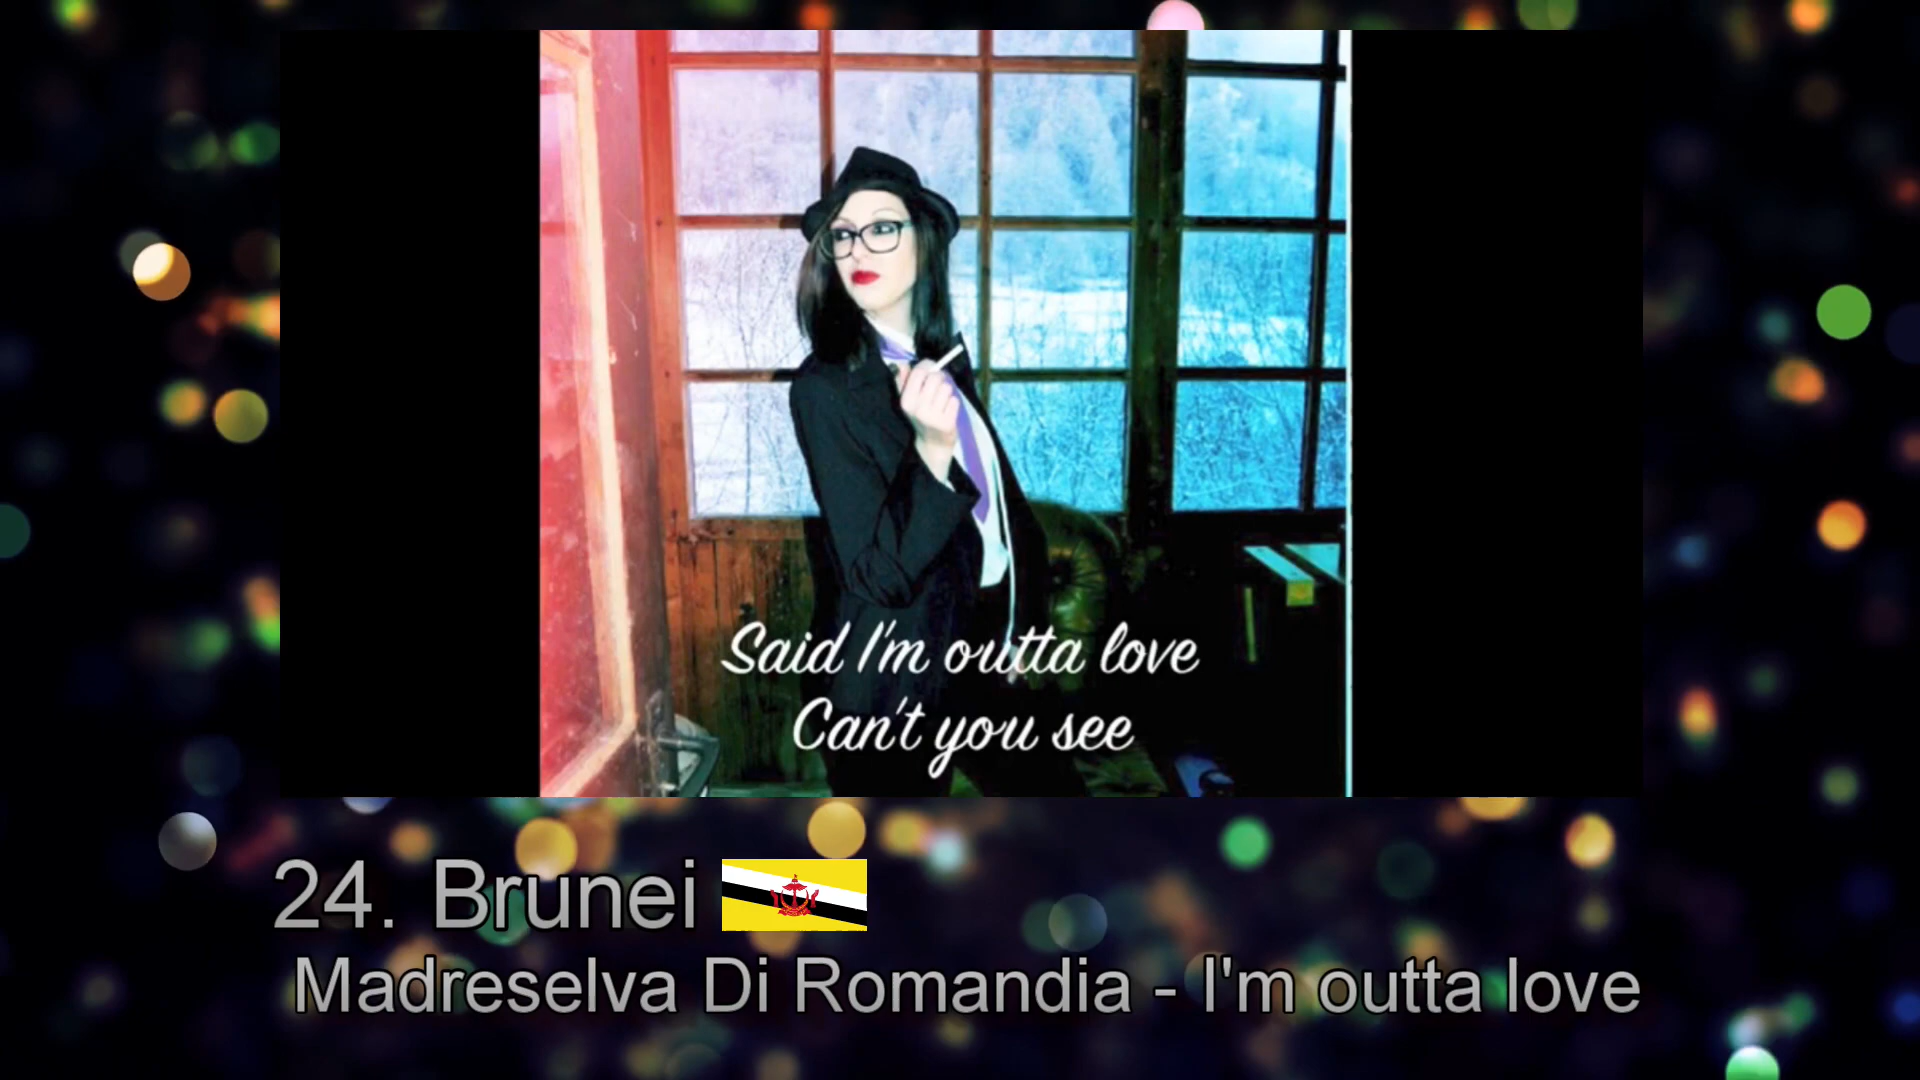 Said I'm outta love
Can't you see
24. Brunei
Madreselva Di Romandia - I'm outta love